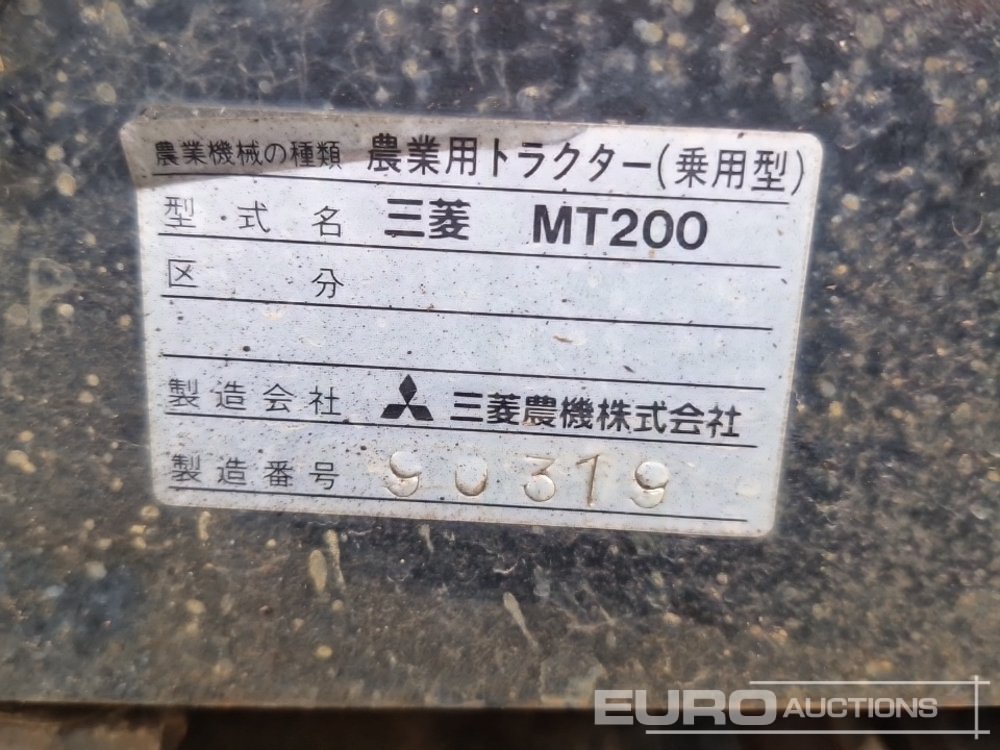 農業機械の種類 農業用トラクター(乗用型)
型・式名 三菱 MT200
区分
製造会社 三菱農機株式会社
製造番号 90319
EURO AUCTIONS